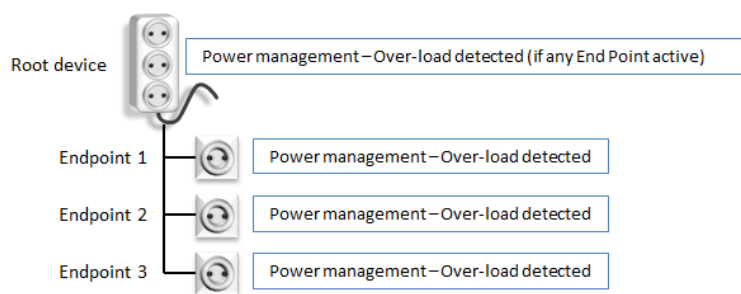 Root device
Power management – Over-load detected (if any End Point active)
Endpoint 1
Power management – Over-load detected
Endpoint 2
Power management – Over-load detected
Endpoint 3
Power management – Over-load detected